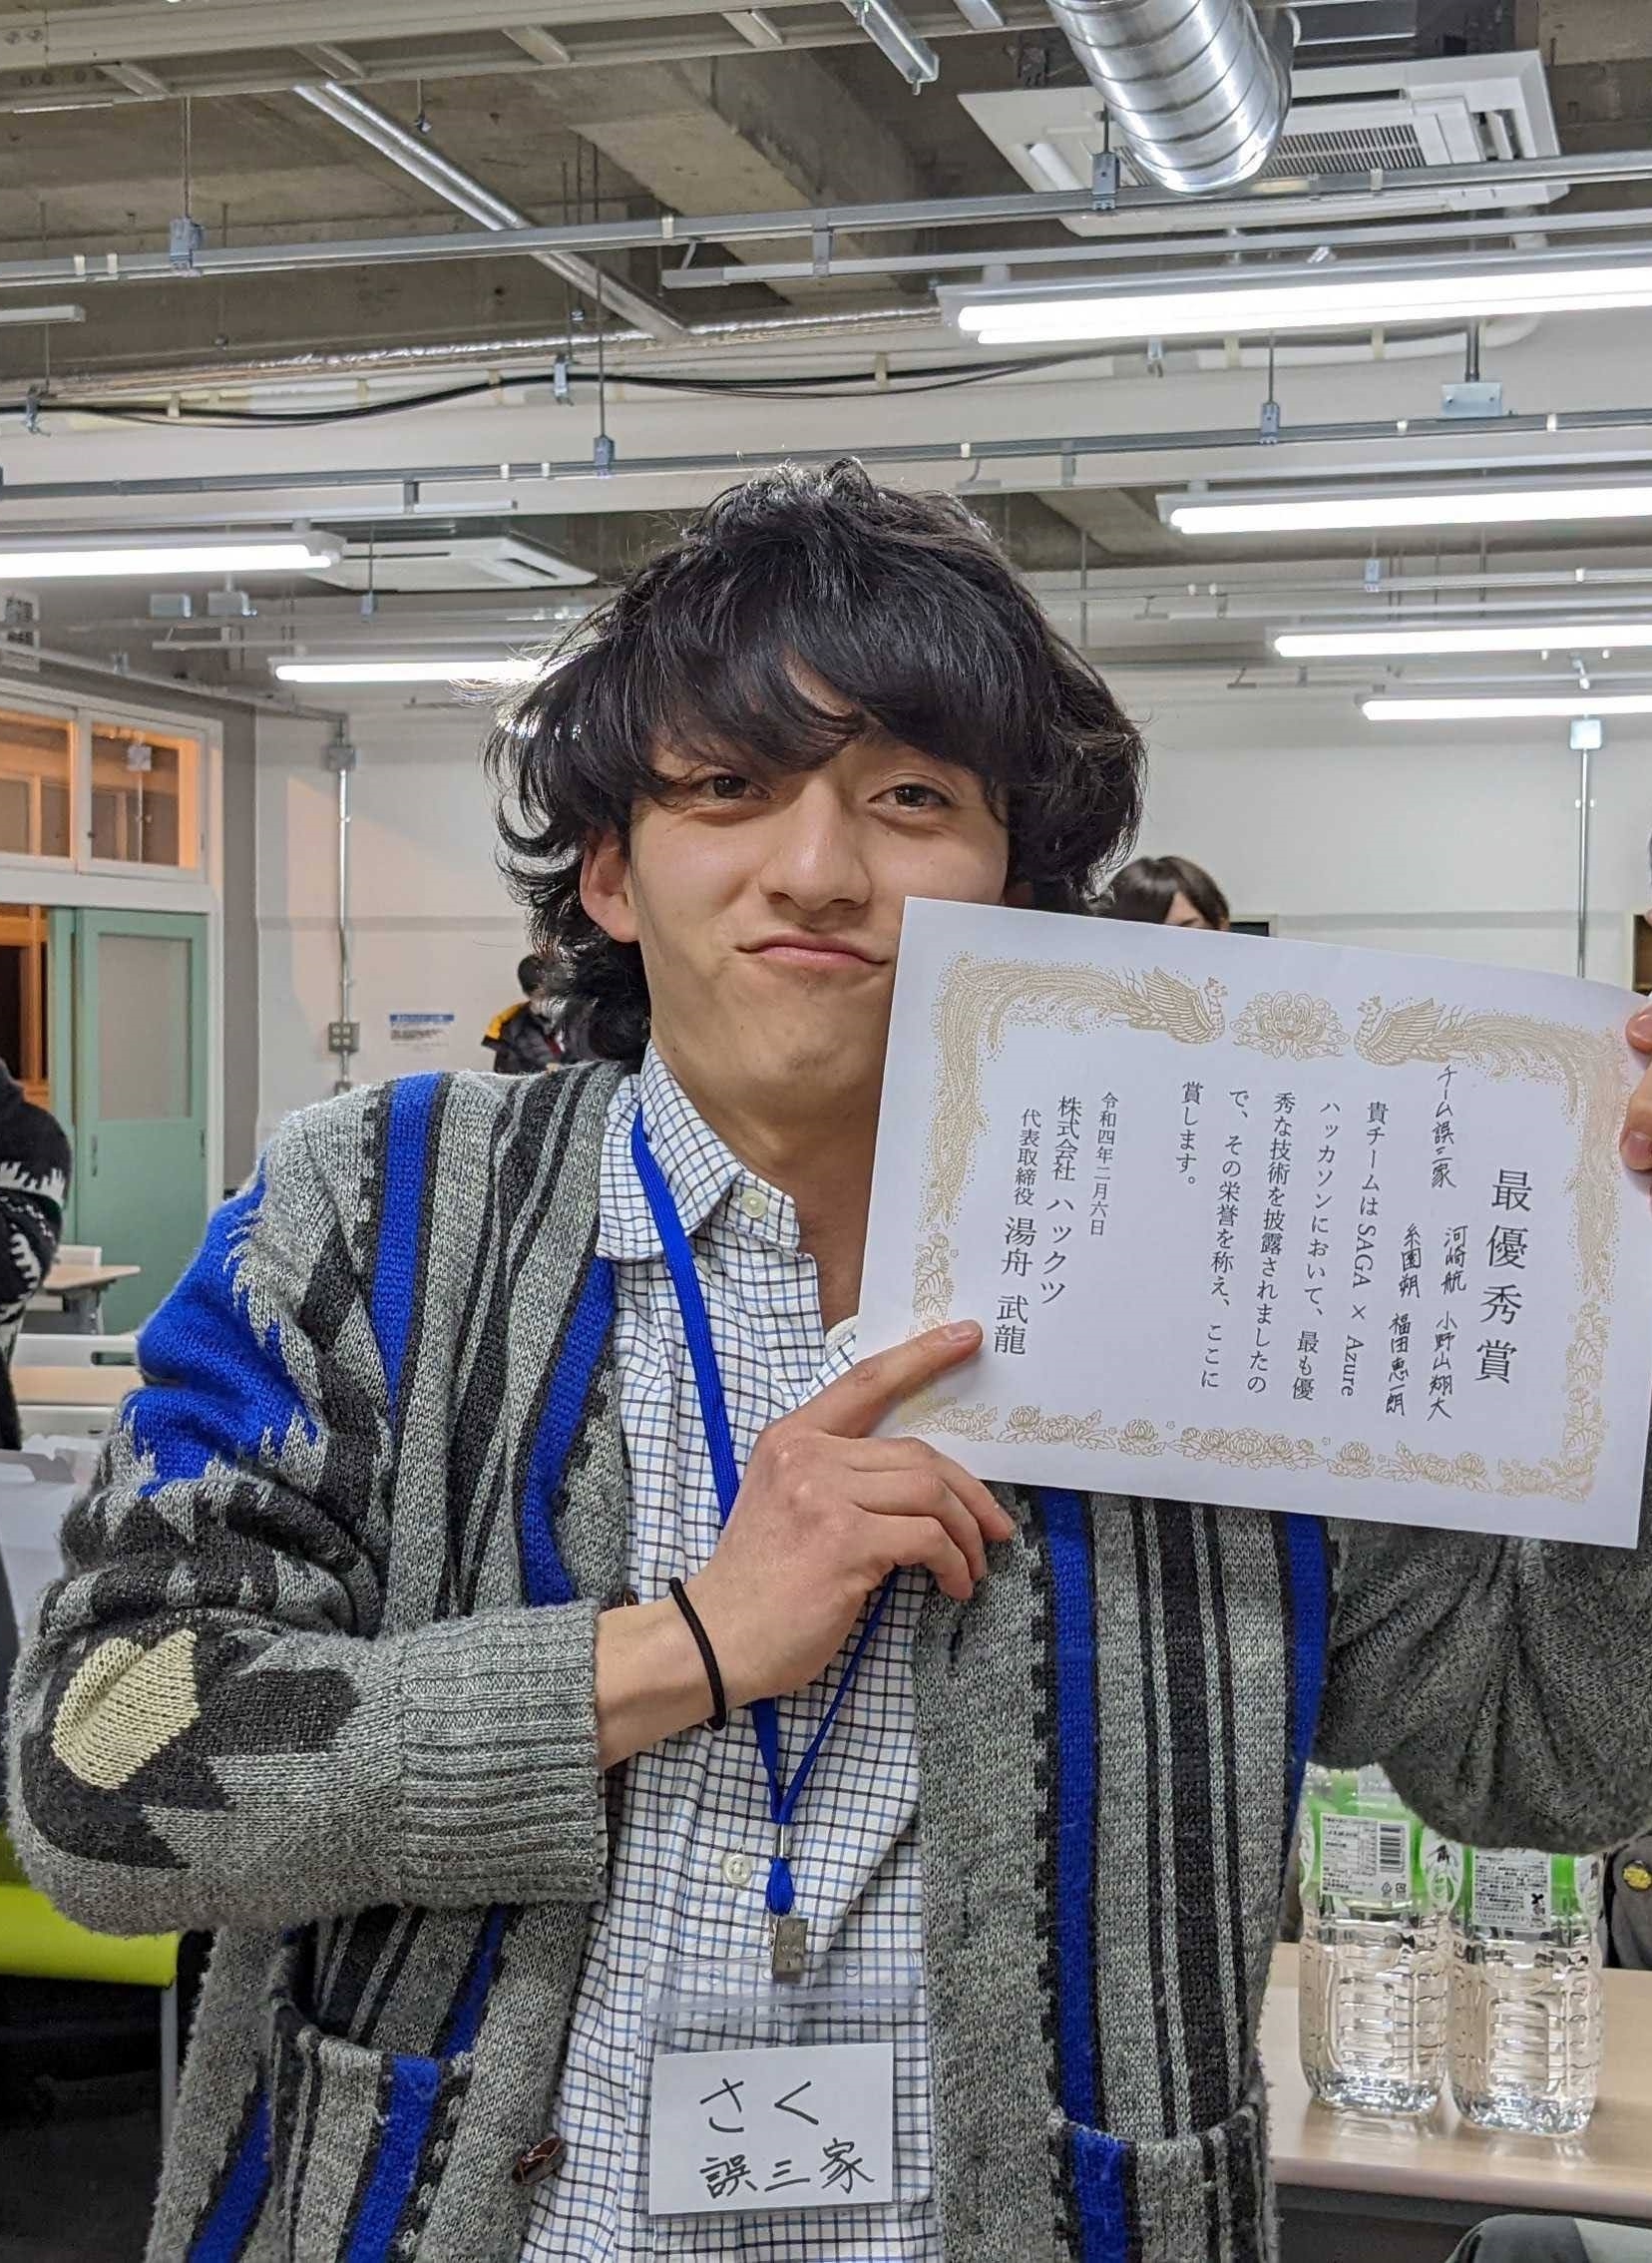 最優秀賞
チーム誤三家 河崎航 小野山翔大
糸園朔 福田恵一朗
貴チームはSAGA × Azure
ハッカソンにおいて、最も優
秀な技術を披露されましたの
で、その栄誉を称え、ここに
賞します。
令和四年二月六日
株式会社 ハックツ
代表取締役 湯舟 武龍
さく
誤三家